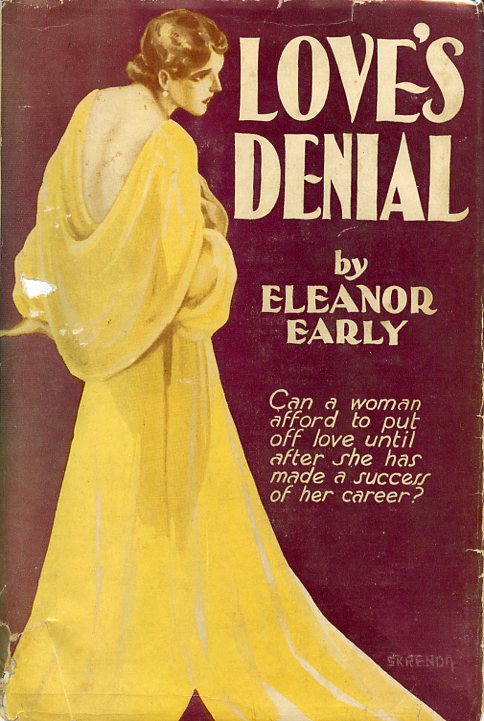 LOVE'S
DENIAL
by
ELEANOR
EARLY
Can a woman
afford to put
off love until
after she has
made a success
of her career?
SKRENDA